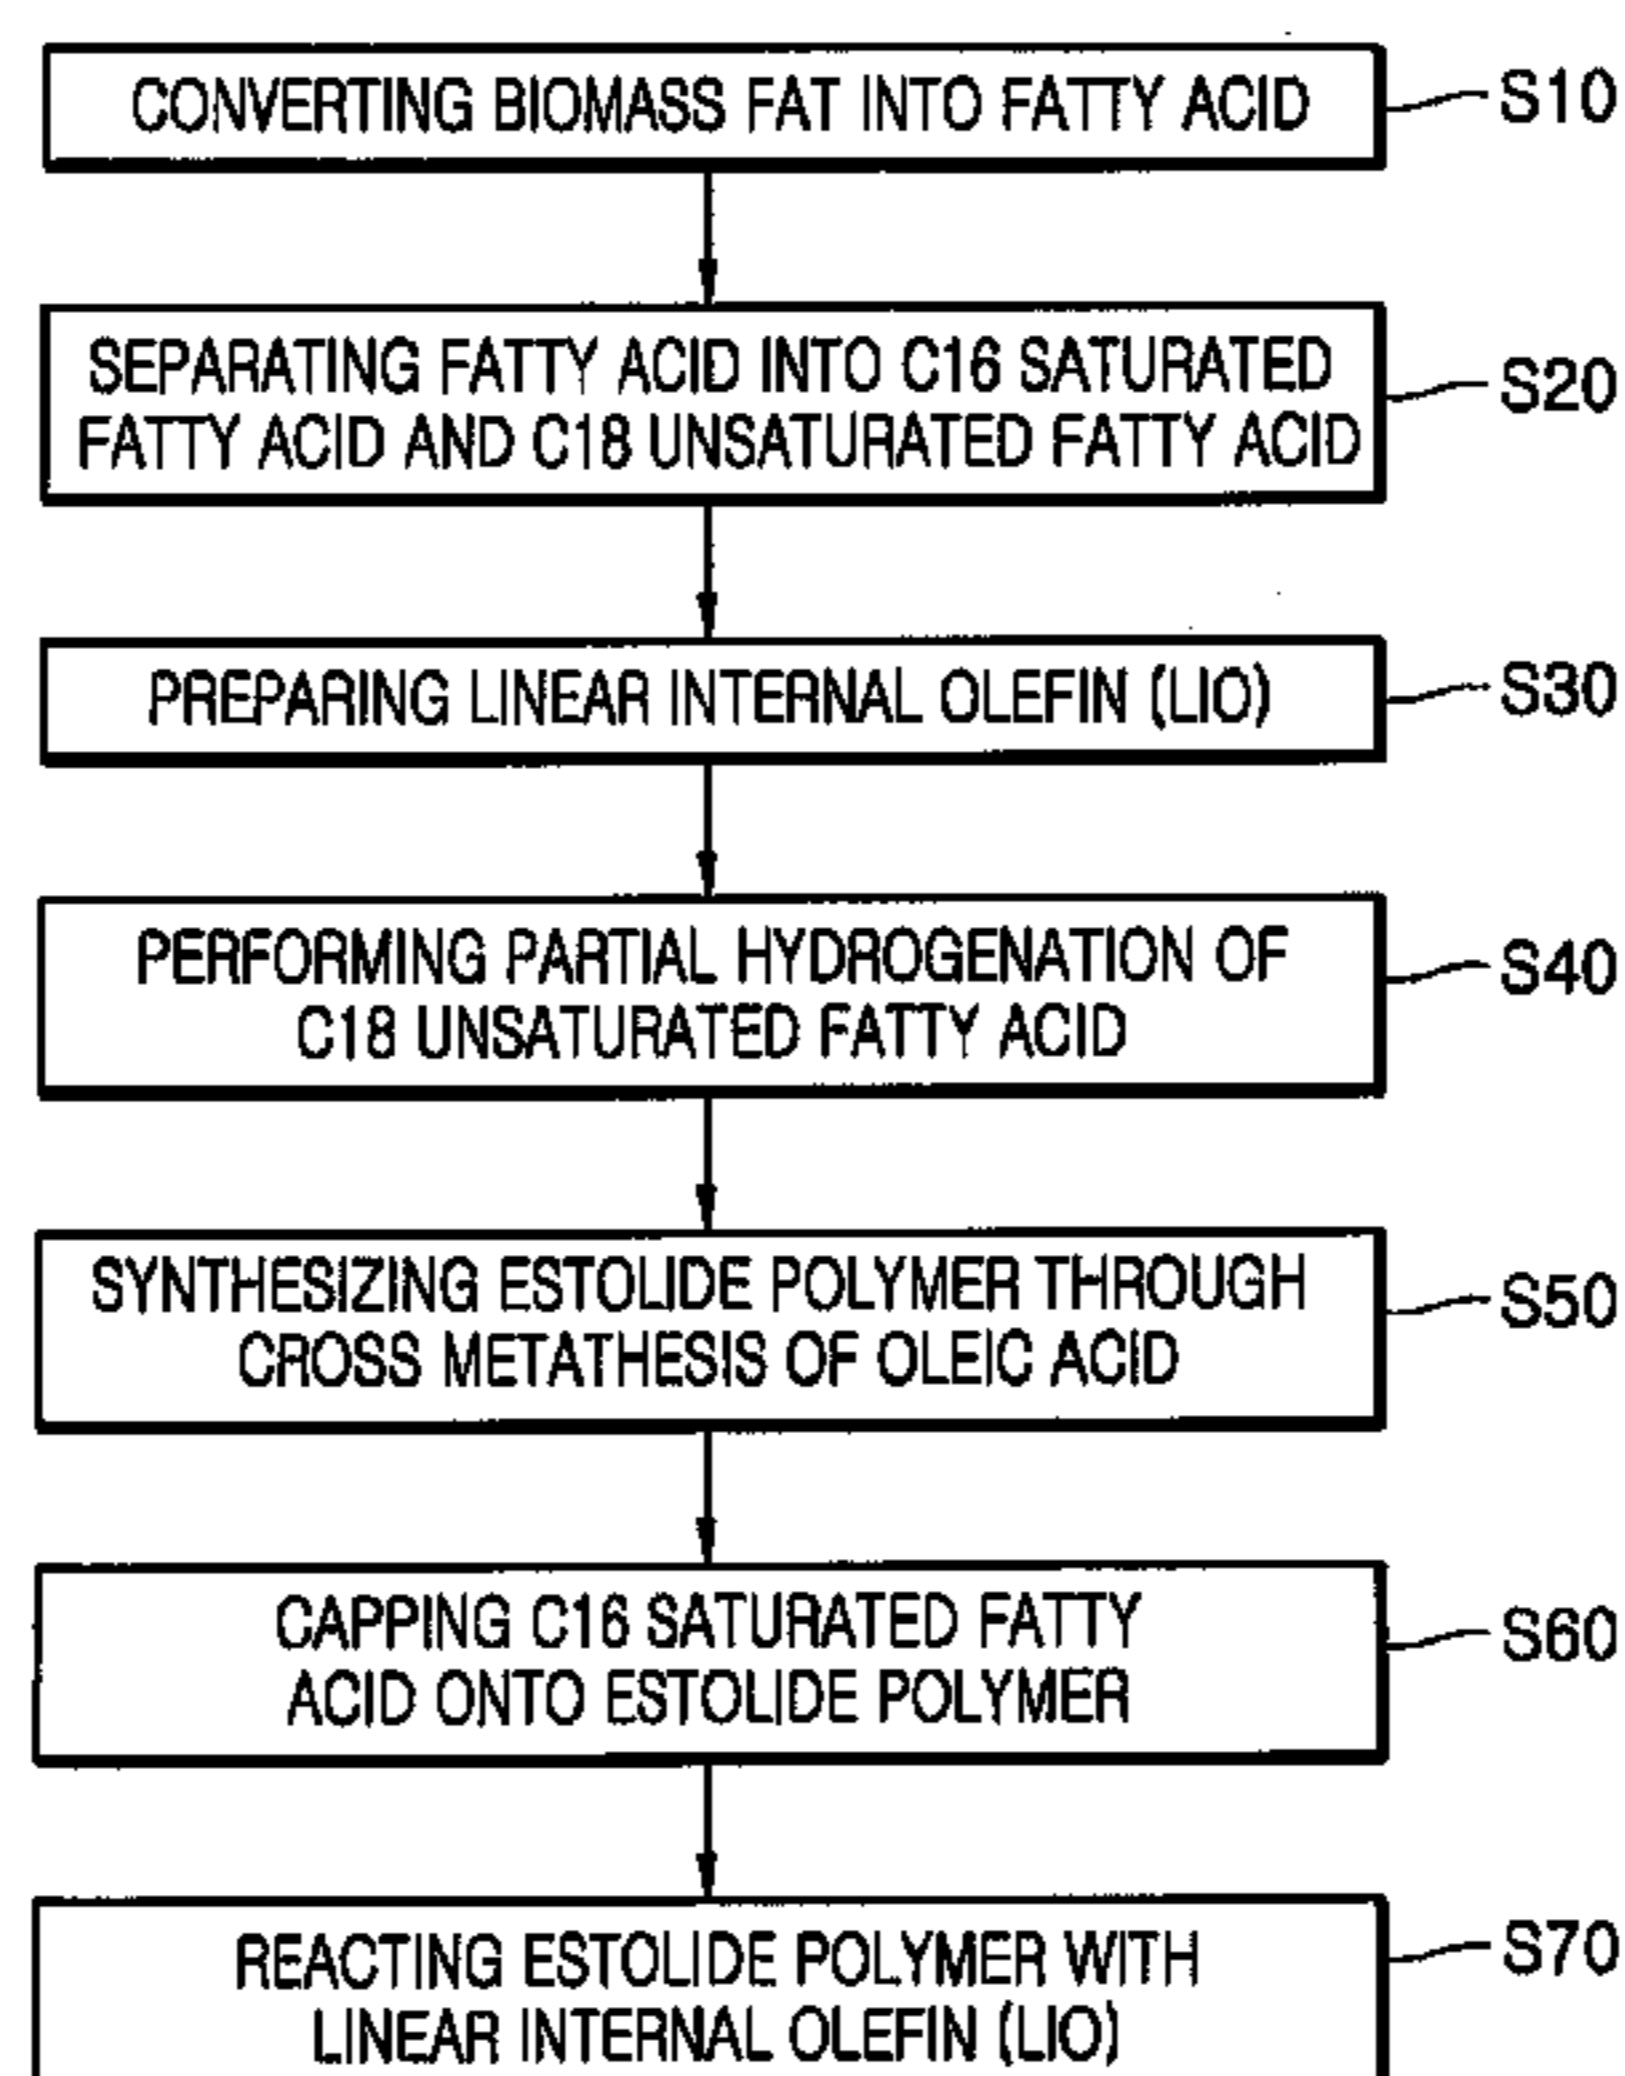 CONVERTING BIOMASS FAT INTO FATTY ACID
S10
SEPARATING FATTY ACID INTO C16 SATURATED
FATTY ACID AND C18 UNSATURATED FATTY ACID
S20
PREPARING LINEAR INTERNAL OLEFIN (LIO)
S30
PERFORMING PARTIAL HYDROGENATION OF
C18 UNSATURATED FATTY ACID
S40
SYNTHESIZING ESTOLIDE POLYMER THROUGH
CROSS METATHESIS OF OLEIC ACID
S50
CAPPING C16 SATURATED FATTY
ACID ONTO ESTOLIDE POLYMER
S60
REACTING ESTOLIDE POLYMER WITH
LINEAR INTERNAL OLEFIN (LIO)
S70